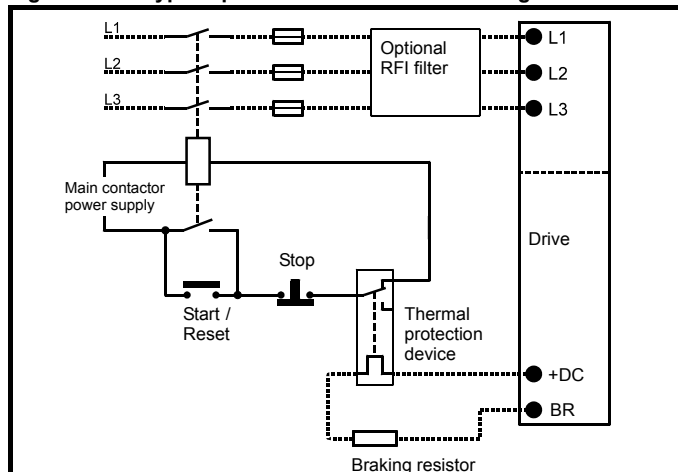 L1
L2
L3
Optional
RFI filter
L1
L2
L3
Main contactor
power supply
Drive
Stop
Start /
Reset
Thermal
protection
device
+DC
BR
Braking resistor